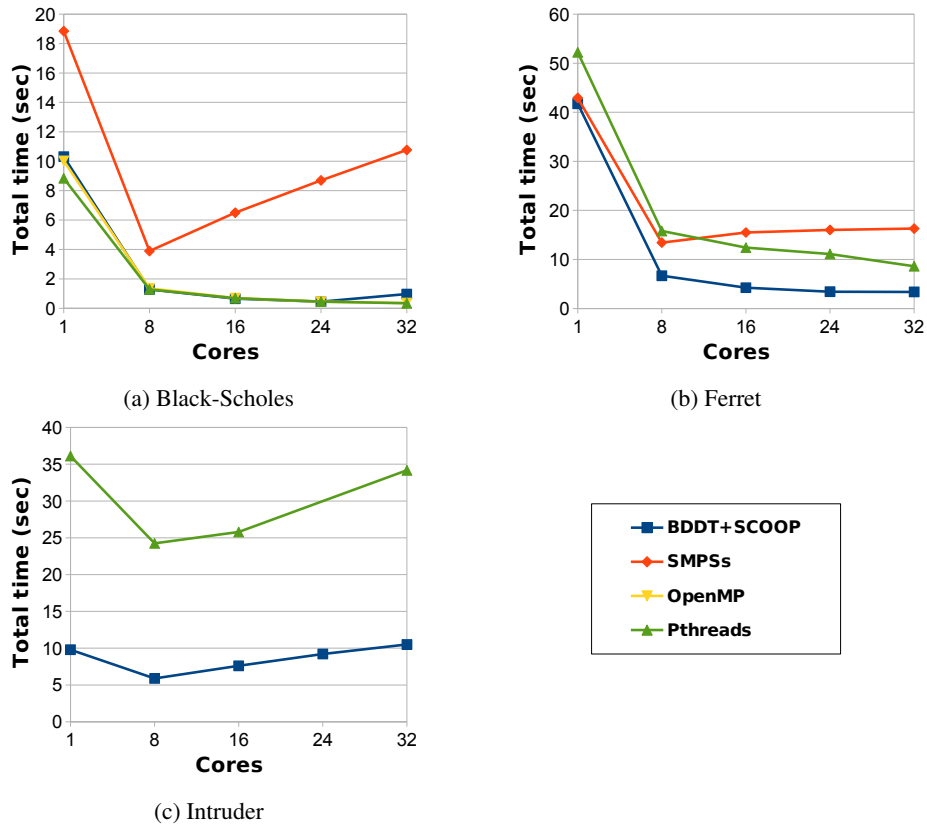 20
18
16
14
12
10
8
6
4
2
0
Total time (sec)
1 8 16 24 32
Cores
(a) Black-Scholes
60
50
40
30
20
10
0
Total time (sec)
1 8 16 24 32
Cores
(b) Ferret
40
35
30
25
20
15
10
5
0
Total time (sec)
1 8 16 24 32
Cores
(c) Intruder
BDDT+SCOOP
SMPSs
OpenMP
Pthreads